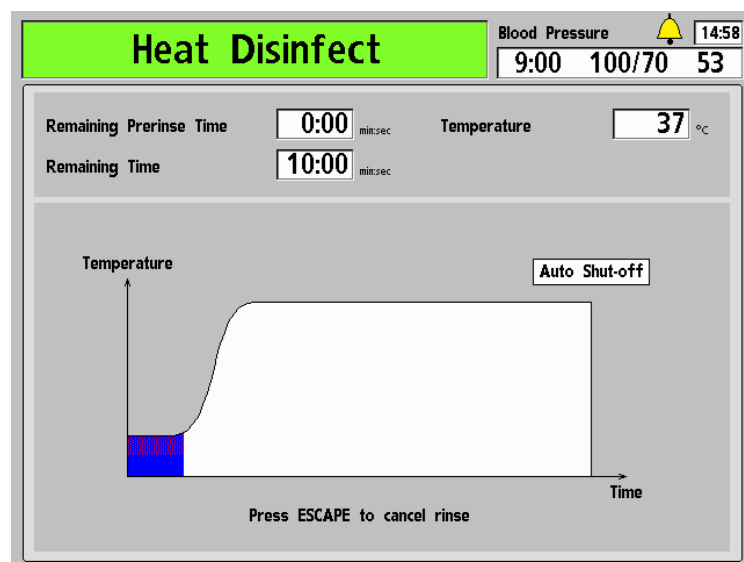 Heat Disinfect
Blood Pressure
14:58
9:00 100/70 53
Remaining Prerinse Time 0:00 min:sec Temperature 37 °C
Remaining Time 10:00 min:sec
Temperature
Auto Shut-off
Time
Press ESCAPE to cancel rinse